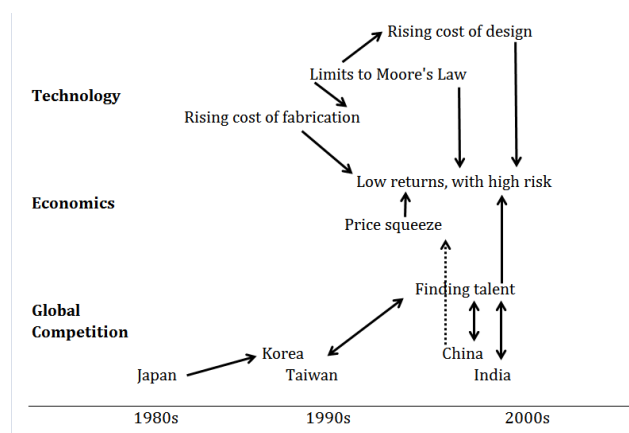 Rising cost of design
Limits to Moore's Law
Technology
Rising cost of fabrication
Low returns, with high risk
Economics
Price squeeze
Finding talent
Global
Competition
Korea
China
Japan
Taiwan
India
1980s
1990s
2000s